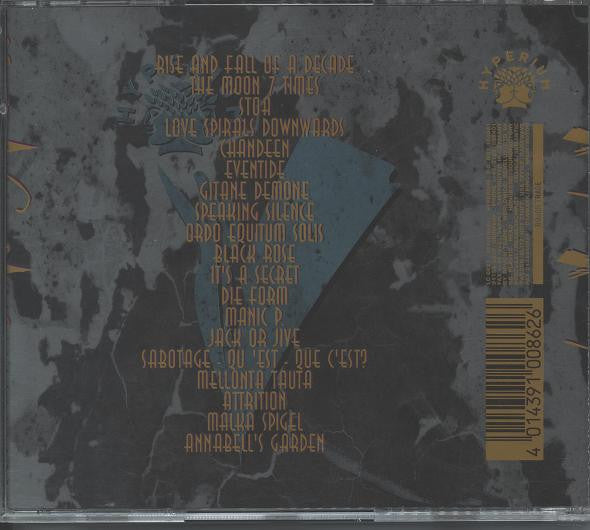 RISE AND FALL OF A DECADE
THE MOON 7 TIMES
STOA
LOVE SPIRALS DOWNWARDS
CHANDEEN
EVENTIDE
GITANE DEMONE
SPEAKING SILENCE
ORDO EQUITUM SOLIS
BLACK ROSE
IT'S A SECRET
DIE FORM
MANIC P.
JACK OR JIVE
SABOTAGE - QU 'EST - QUE C'EST?
MELLONTA TAUTA
ATTRITION
MALKA SPIGEL
ANNABELL'S GARDEN
HYPERIUM
4 014391 008626